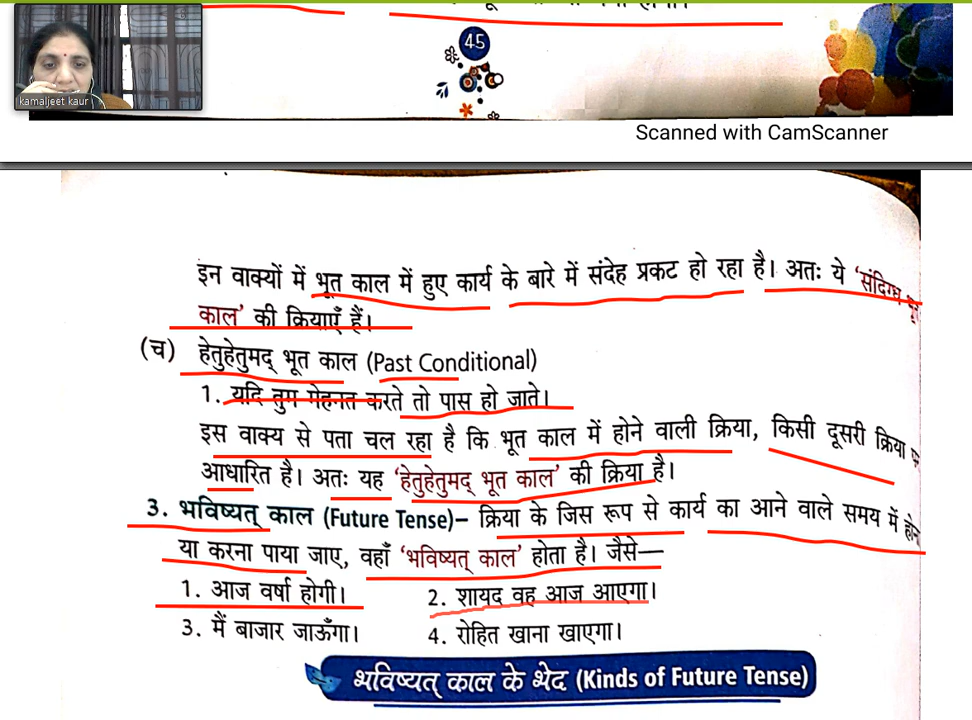 45
kamaljeet kaur
Scanned with CamScanner
इन वाक्यों में भूत काल में हुए कार्य के बारे में संदेह प्रकट हो रहा है। अतः ये 'संदिग्ध भूत
काल' की क्रियाएँ हैं।
(च) हेतुहेतुमद् भूत काल (Past Conditional)
1. यदि तुम मेहनत करते तो पास हो जाते।
इस वाक्य से पता चल रहा है कि भूत काल में होने वाली क्रिया, किसी दूसरी क्रिया
आधारित है। अतः यह 'हेतुहेतुमद् भूत काल' की क्रिया है।
3. भविष्यत् काल (Future Tense)– क्रिया के जिस रूप से कार्य का आने वाले समय में
या करना पाया जाए, वहाँ 'भविष्यत् काल' होता है। जैसे—
1. आज वर्षा होगी। 2. शायद वह आज आएगा।
3. मैं बाजार जाऊँगा। 4. रोहित खाना खाएगा।
भविष्यत् काल के भेद (Kinds of Future Tense)